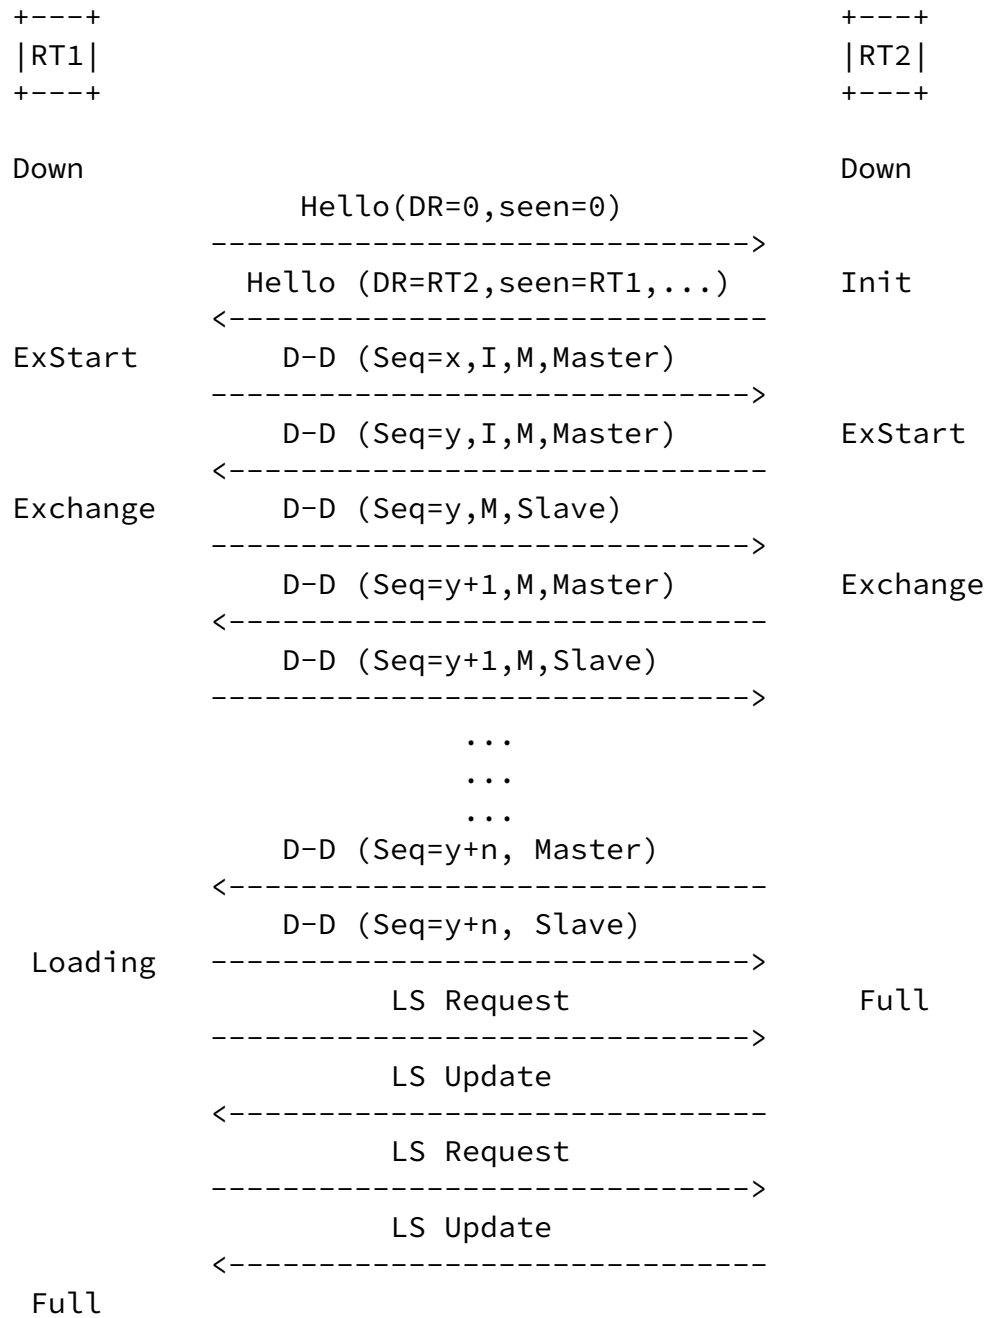 +---+                                         +---+
|RT1|                                         |RT2|
+---+                                         +---+
Down                                          Down
                Hello(DR=0,seen=0)
           ------------------------------>
             Hello (DR=RT2,seen=RT1,...)      Init
           <------------------------------
ExStart        D-D (Seq=x,I,M,Master)
           ------------------------------>
               D-D (Seq=y,I,M,Master)         ExStart
           <------------------------------
Exchange       D-D (Seq=y,M,Slave)
           ------------------------------>
               D-D (Seq=y+1,M,Master)         Exchange
           <------------------------------
               D-D (Seq=y+1,M,Slave)
           ------------------------------>
                         ...
                         ...
                         ...
               D-D (Seq=y+n, Master)
           <------------------------------
               D-D (Seq=y+n, Slave)
 Loading   ------------------------------>
                     LS Request                Full
           ------------------------------>
                     LS Update
           <------------------------------
                     LS Request
           ------------------------------>
                     LS Update
           <------------------------------
 Full